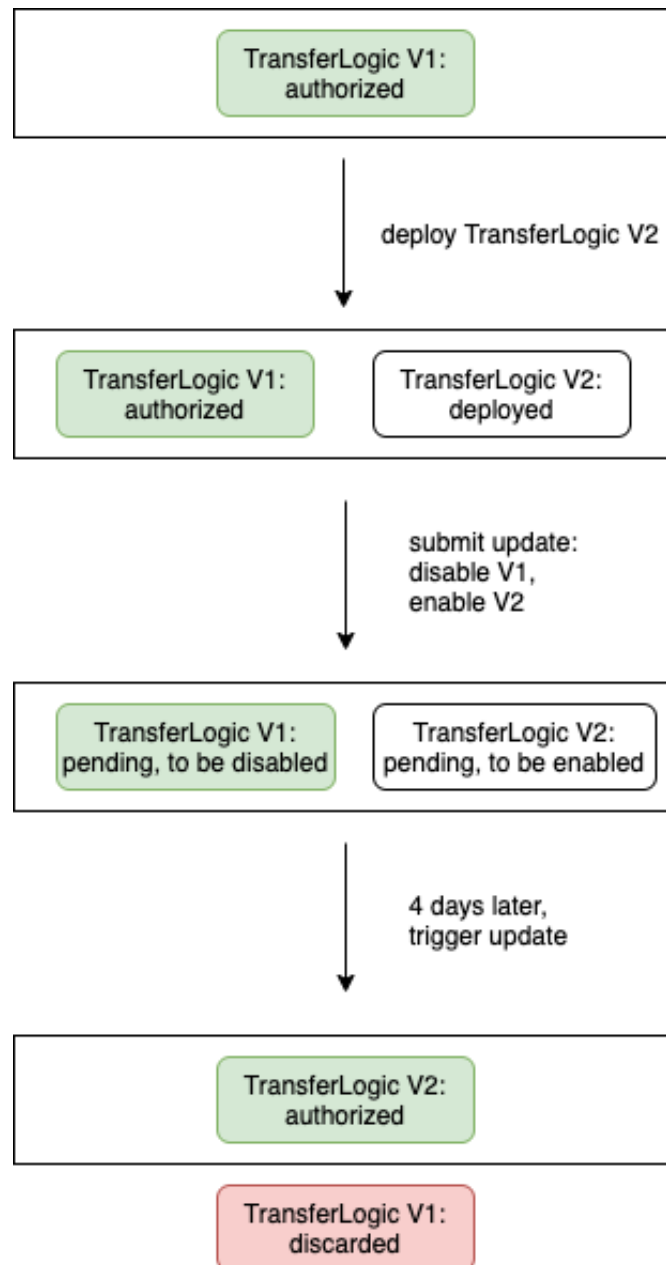 TransferLogic V1:
authorized
deploy TransferLogic V2
TransferLogic V1:
authorized
TransferLogic V2:
deployed
submit update:
disable V1,
enable V2
TransferLogic V1:
pending, to be disabled
TransferLogic V2:
pending, to be enabled
4 days later,
trigger update
TransferLogic V2:
authorized
TransferLogic V1:
discarded